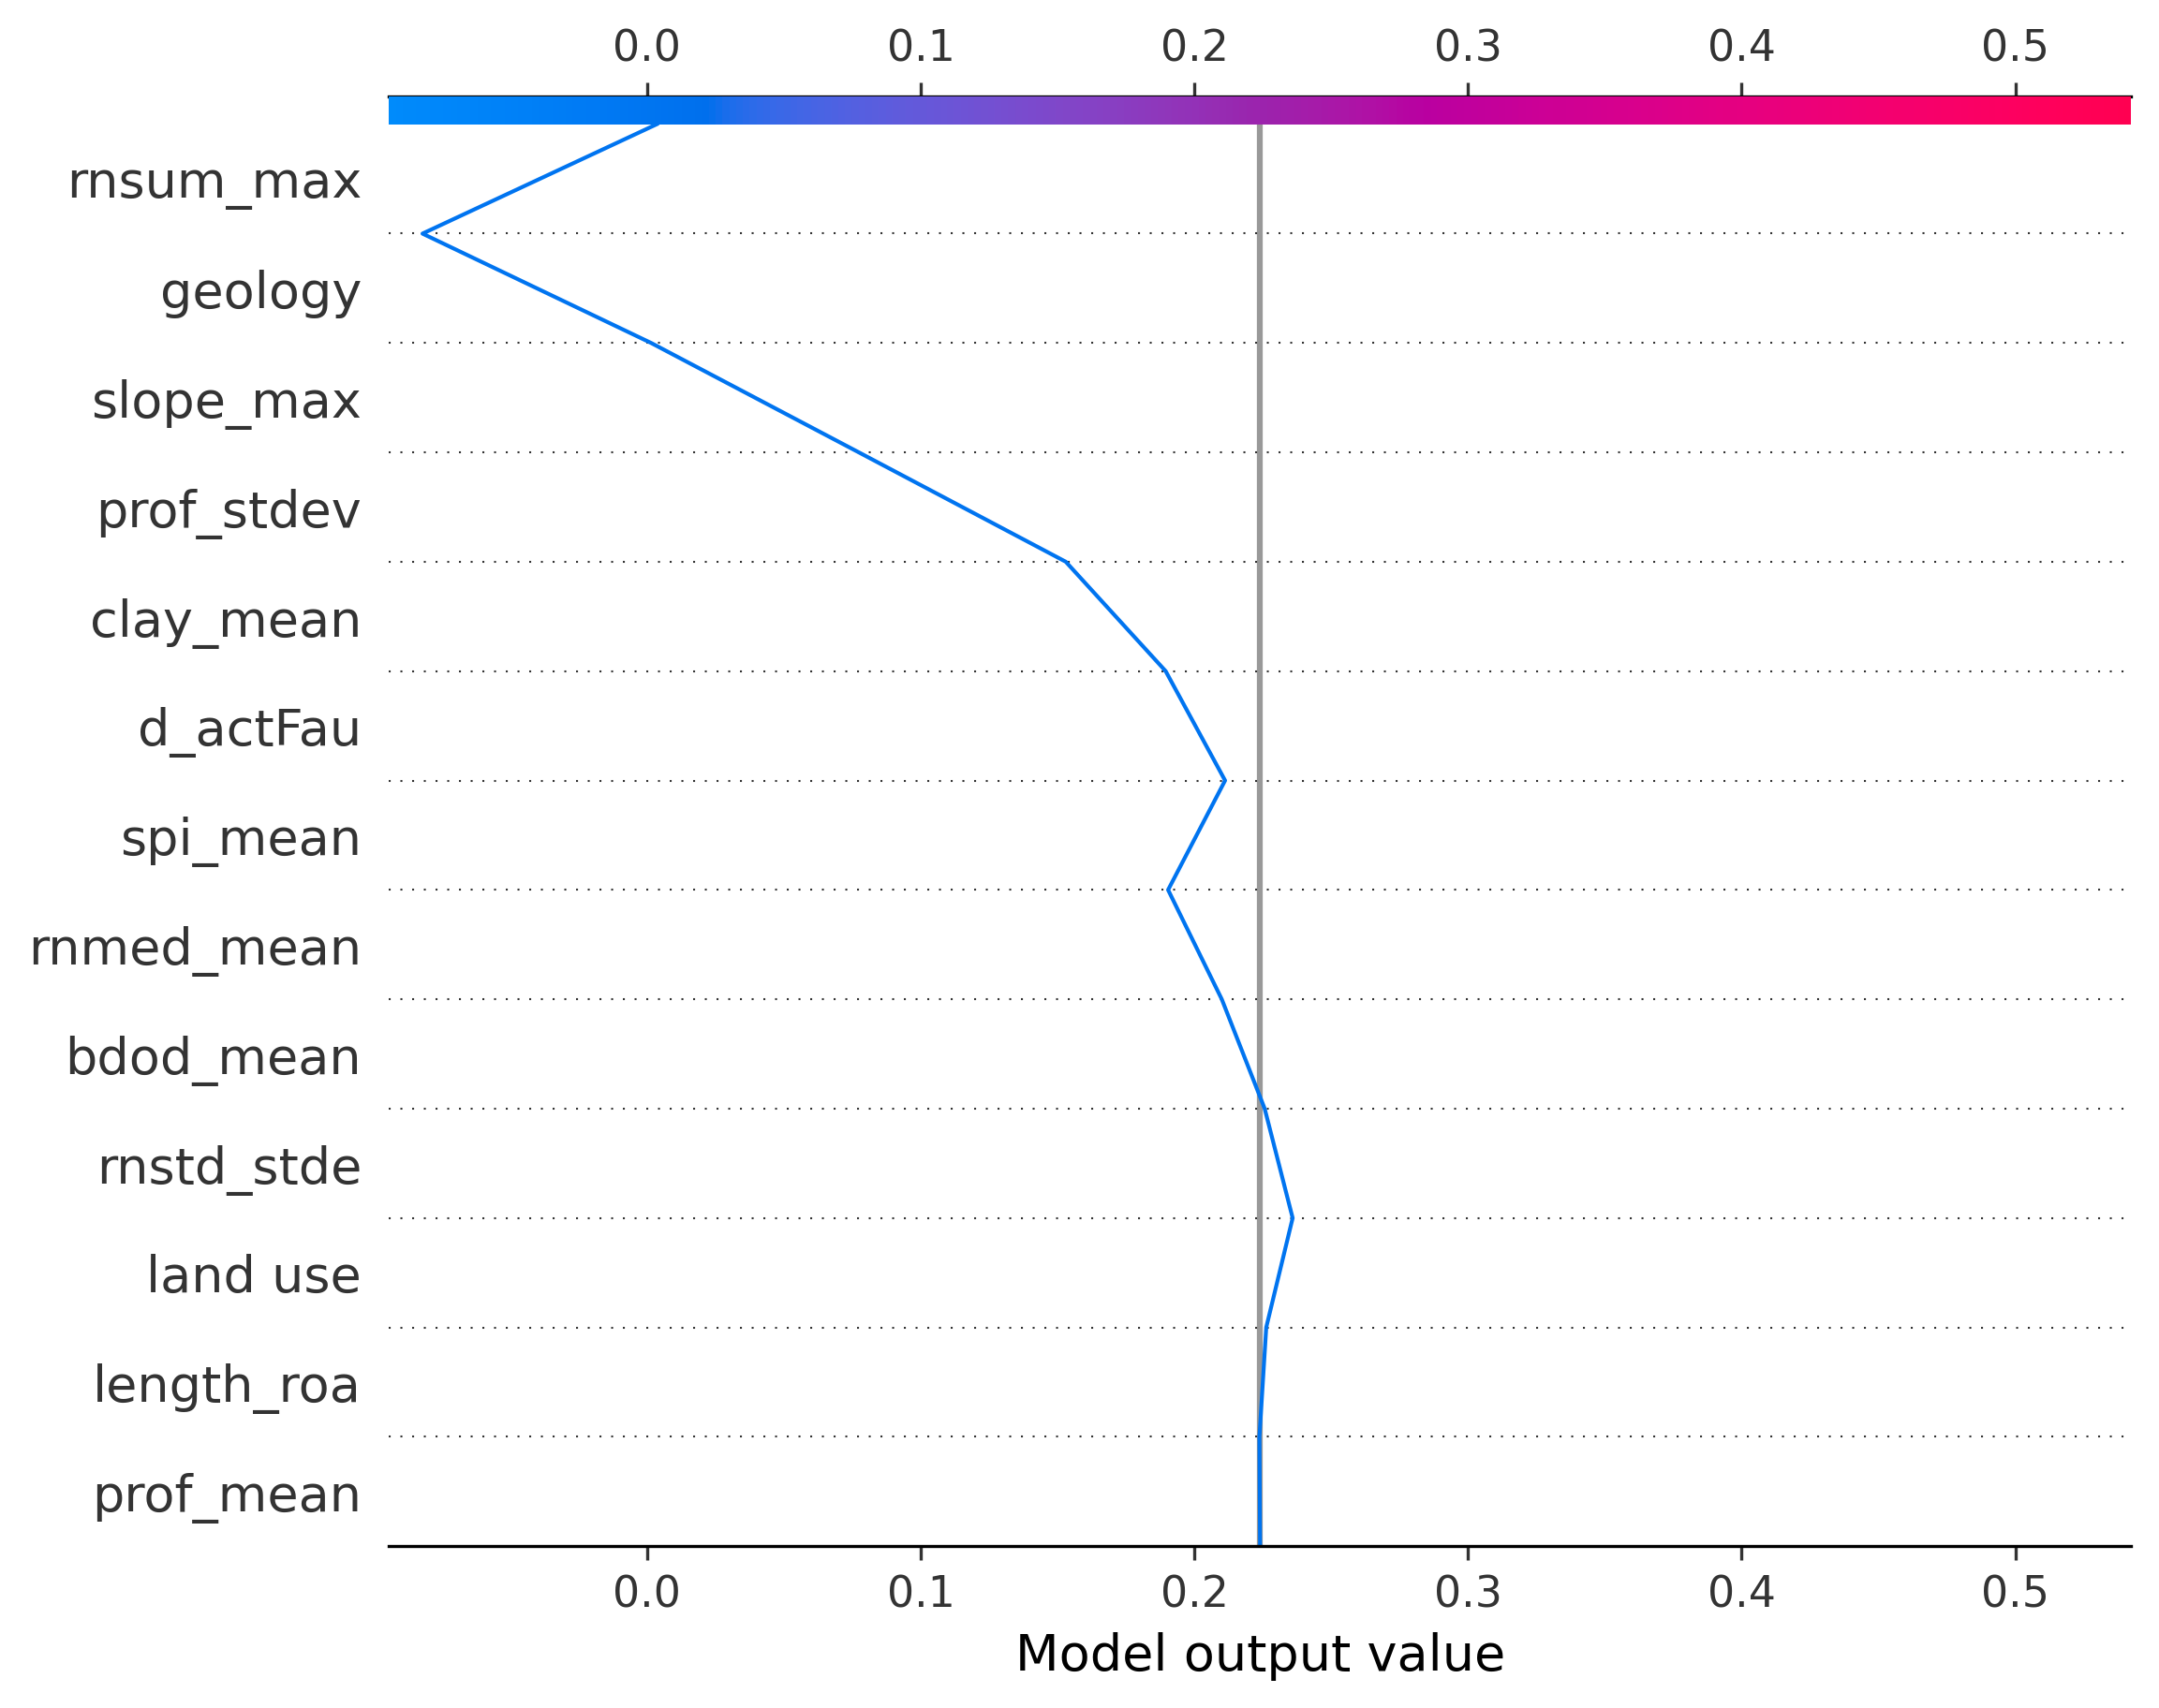 0.0 0.1 0.2 0.3 0.4 0.5
rnsum_max
geology
slope_max
prof_stdev
clay_mean
d_actFau
spi_mean
rnmed_mean
bdod_mean
rnstd_stde
land use
length_roa
prof_mean
0.0 0.1 0.2 0.3 0.4 0.5
Model output value